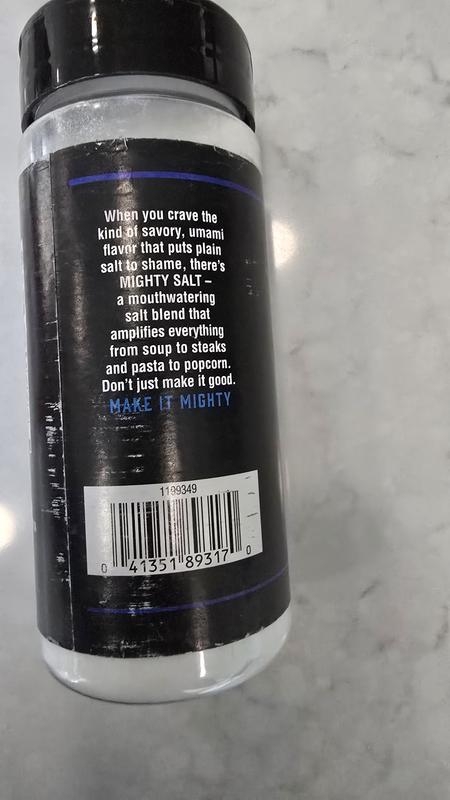 When you crave the
kind of savory, umami
flavor that puts plain
salt to shame, there's
MIGHTY SALT –
a mouthwatering
salt blend that
amplifies everything
from soup to steaks
and pasta to popcorn.
Don't just make it good.
MAKE IT MIGHTY
1199349
0 41351 89317 0